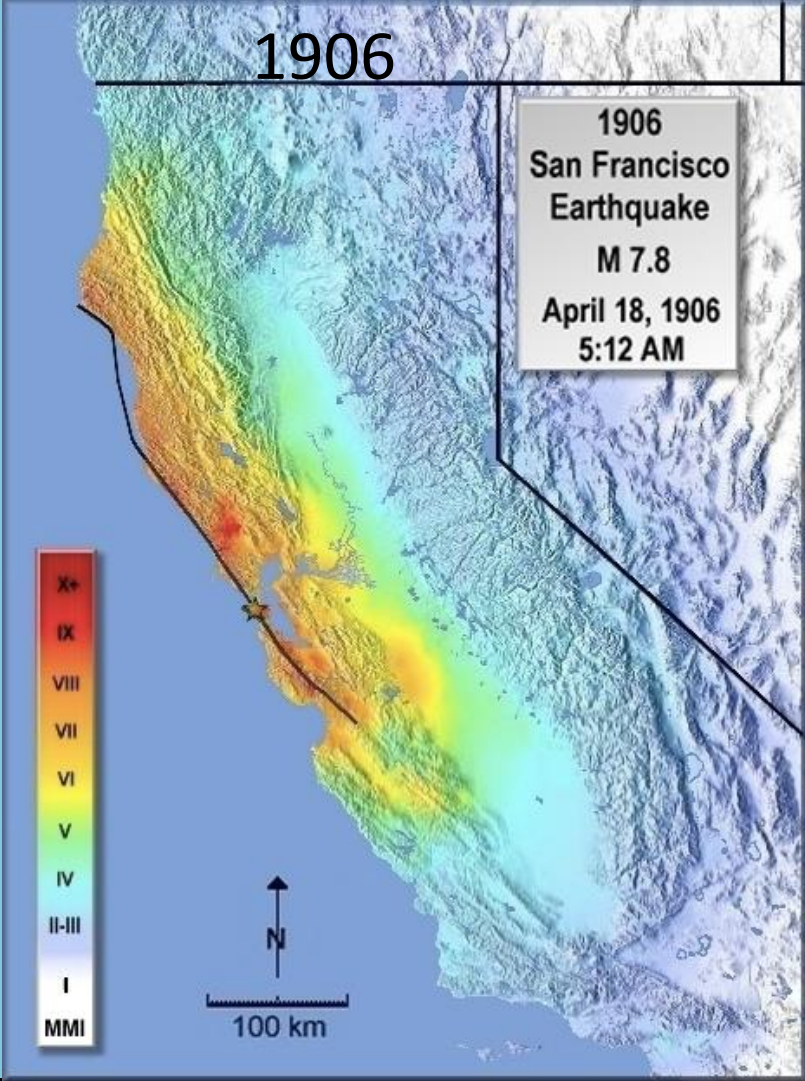 1906
1906
San Francisco
Earthquake
M 7.8
April 18, 1906
5:12 AM
X+
IX
VIII
VII
VI
V
IV
II-III
I
MMI
N
100 km